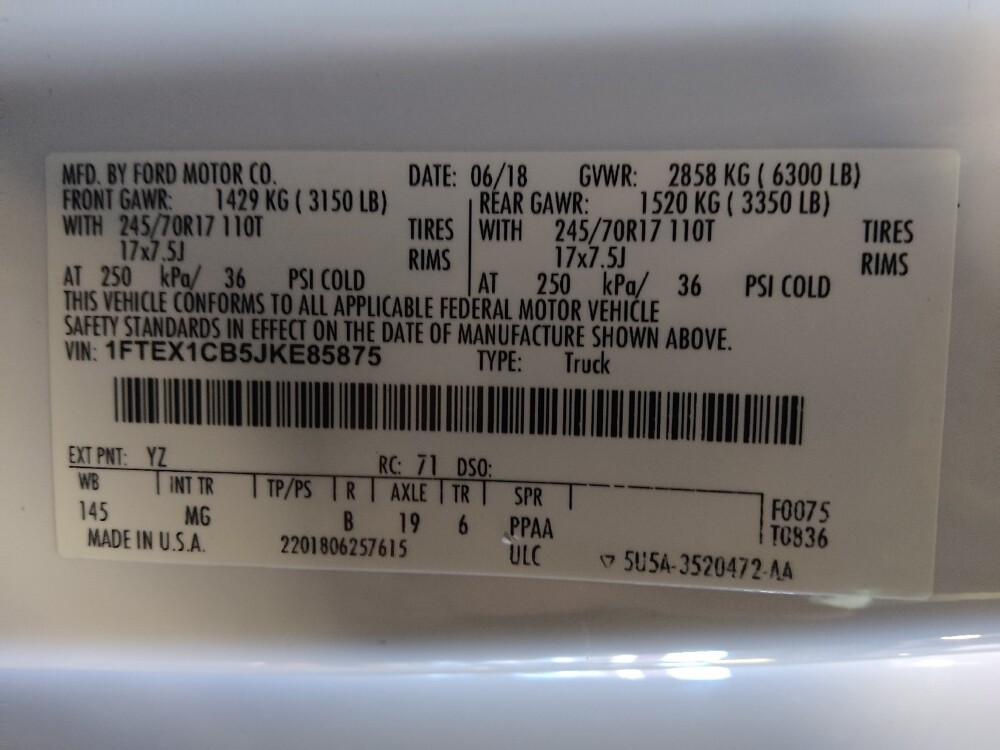 MFD. BY FORD MOTOR CO. DATE: 06/18 GVWR: 2858 KG ( 6300 LB)
FRONT GAWR: 1429 KG ( 3150 LB) REAR GAWR: 1520 KG ( 3350 LB)
WITH 245/70R17 110T TIRES WITH 245/70R17 110T TIRES
17x7.5J RIMS 17x7.5J RIMS
AT 250 kPa/ 36 PSI COLD AT 250 kPa/ 36 PSI COLD
THIS VEHICLE CONFORMS TO ALL APPLICABLE FEDERAL MOTOR VEHICLE
SAFETY STANDARDS IN EFFECT ON THE DATE OF MANUFACTURE SHOWN ABOVE.
VIN: 1FTEX1CB5JKE85875 TYPE: Truck
EXT PNT: YZ RC: 71 DSO:
WB INT TR TP/PS R AXLE TR SPR F0075
145 MG B 19 6 PPAA T0836
MADE IN U.S.A. 2201806257615 ULC 5U5A-3520472-AA